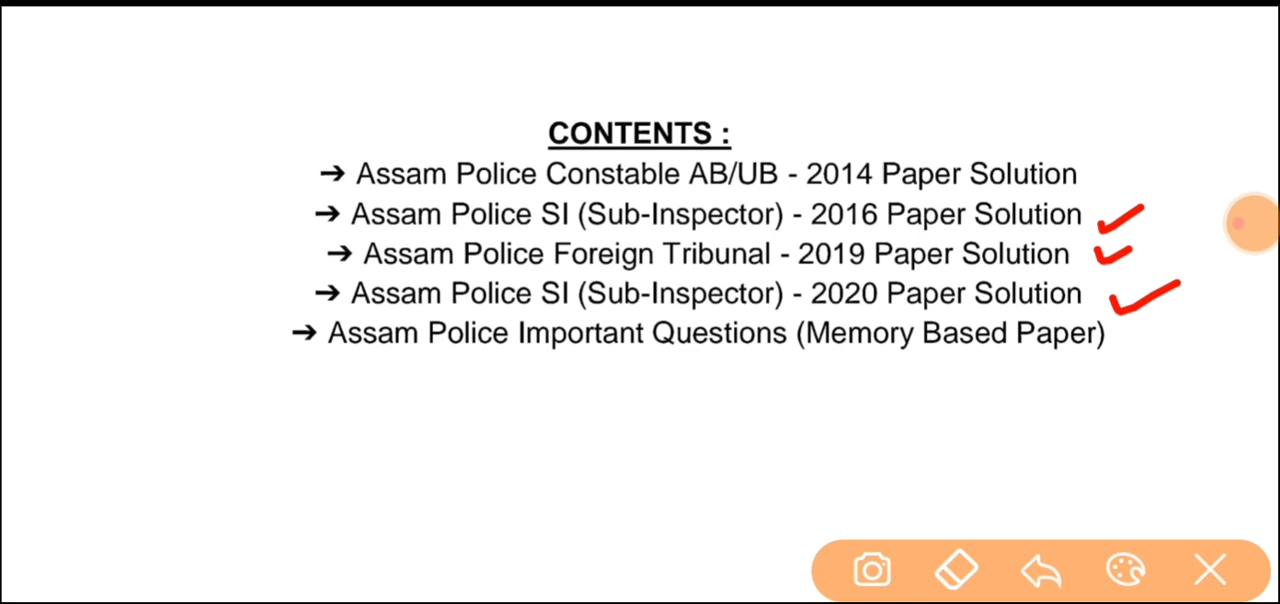 CONTENTS :
➔ Assam Police Constable AB/UB - 2014 Paper Solution
➔ Assam Police SI (Sub-Inspector) - 2016 Paper Solution
➔ Assam Police Foreign Tribunal - 2019 Paper Solution
➔ Assam Police SI (Sub-Inspector) - 2020 Paper Solution
➔ Assam Police Important Questions (Memory Based Paper)